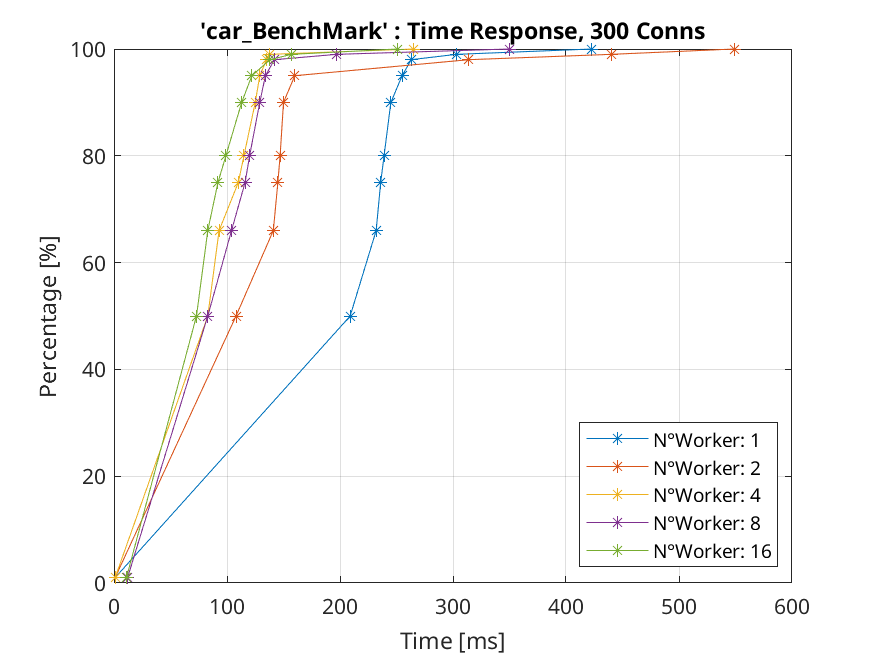 'car_BenchMark' : Time Response, 300 Conns
100
80
60
40
20
0
Percentage [%]
0 100 200 300 400 500 600
Time [ms]
N°Worker: 1
N°Worker: 2
N°Worker: 4
N°Worker: 8
N°Worker: 16